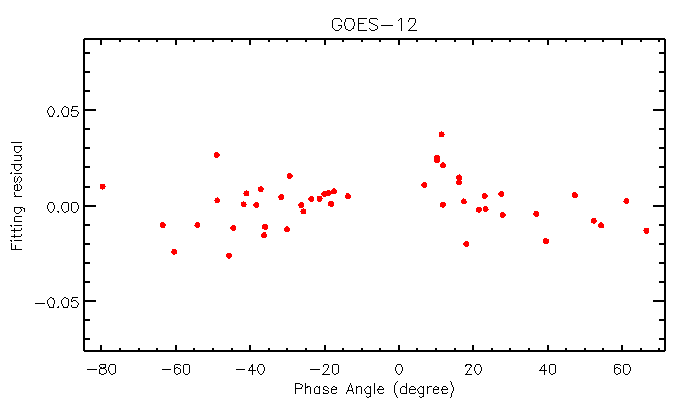 GOES-12
0.05
0.00
-0.05
Fitting residual
-80 -60 -40 -20 0 20 40 60
Phase Angle (degree)